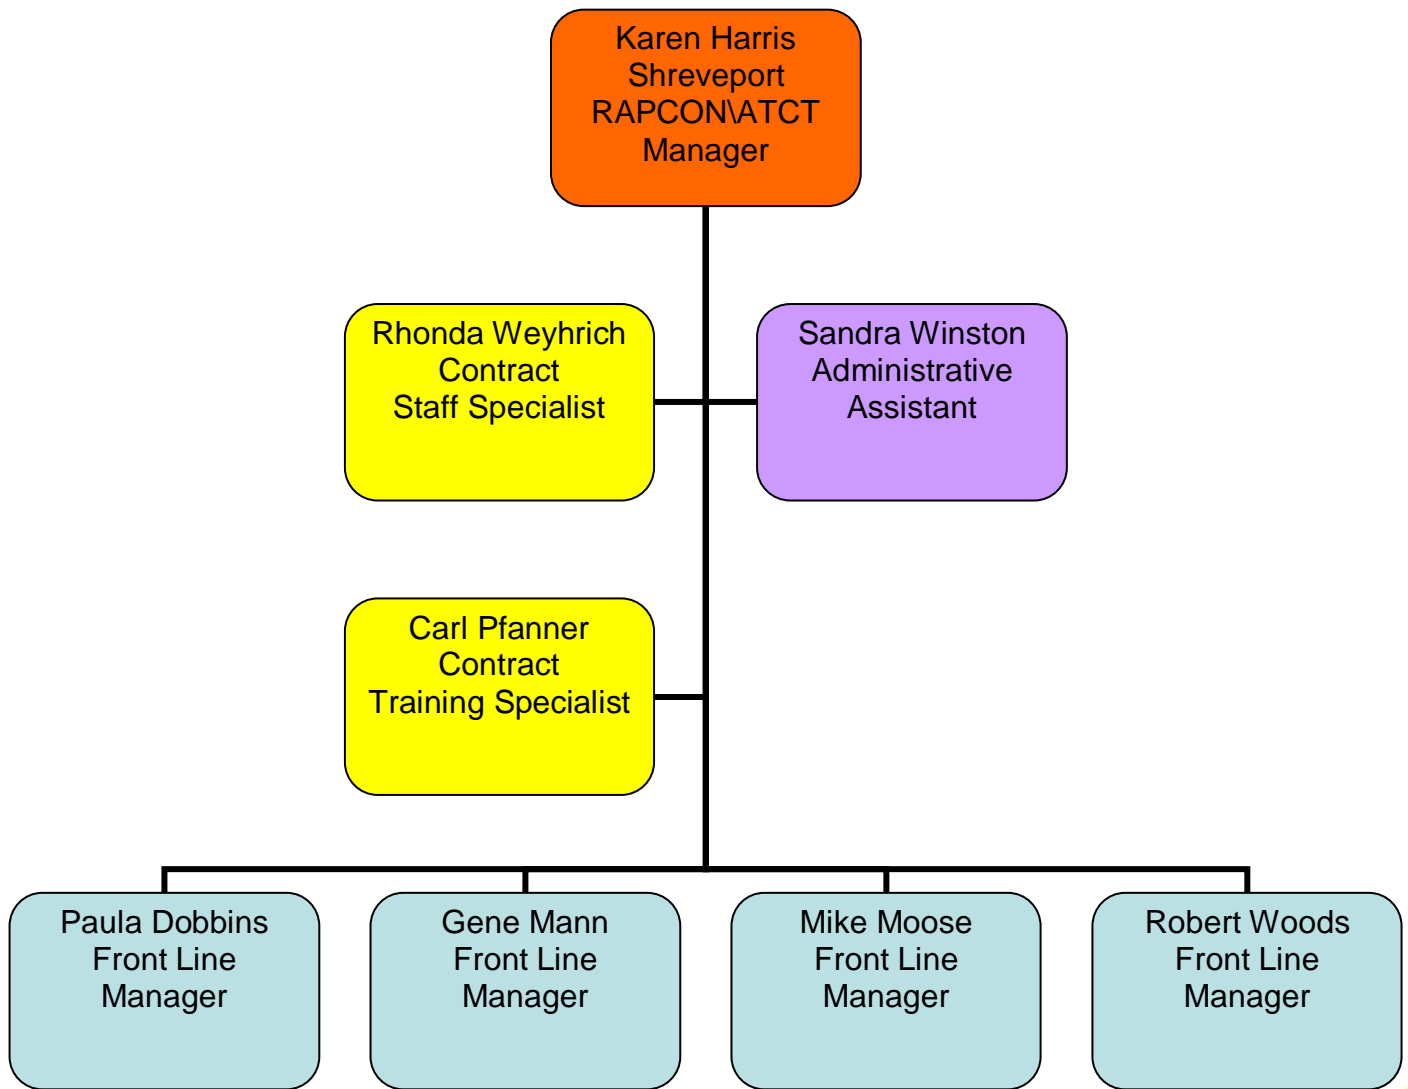 Karen Harris
Shreveport
RAPCON\ATCT
Manager
Rhonda Weyhrich
Contract
Staff Specialist
Sandra Winston
Administrative
Assistant
Carl Pfanner
Contract
Training Specialist
Paula Dobbins
Front Line
Manager
Gene Mann
Front Line
Manager
Mike Moose
Front Line
Manager
Robert Woods
Front Line
Manager